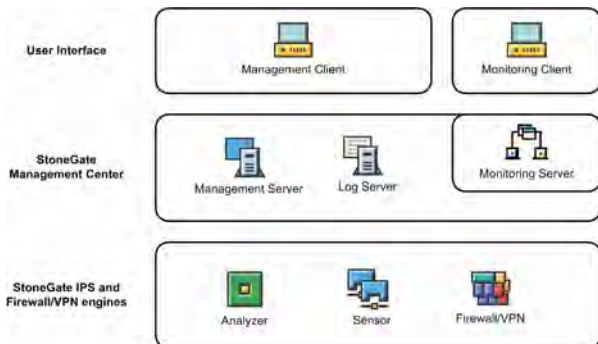 User Interface
Management Client
Monitoring Client
StoneGate
Management Center
Management Server
Log Server
Monitoring Server
StoneGate IPS and
Firewall/VPN engines
Analyzer
Sensor
Firewall/VPN